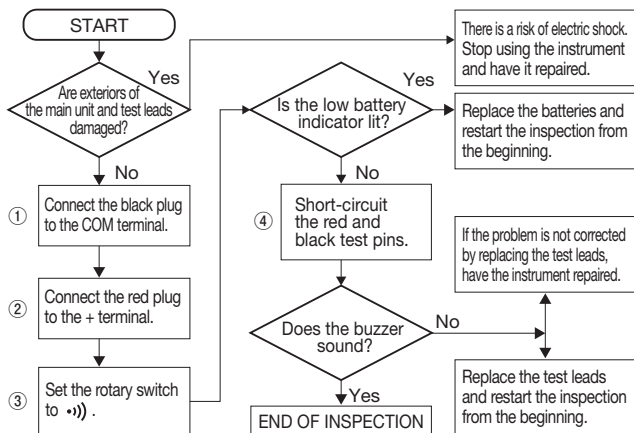 START
Are exteriors
of the main unit and test leads
damaged?
Yes
There is a risk of electric shock.
Stop using the instrument
and have it repaired.
No
① Connect the black plug
to the COM terminal.
② Connect the red plug
to the + terminal.
③ Set the rotary switch
to •))) .
Is the low battery
indicator lit?
Yes
Replace the batteries and
restart the inspection from
the beginning.
No
④ Short-circuit
the red and
black test pins.
Does the buzzer
sound?
No
If the problem is not corrected
by replacing the test leads,
have the instrument repaired.
Replace the test leads
and restart the inspection
from the beginning.
Yes
END OF INSPECTION